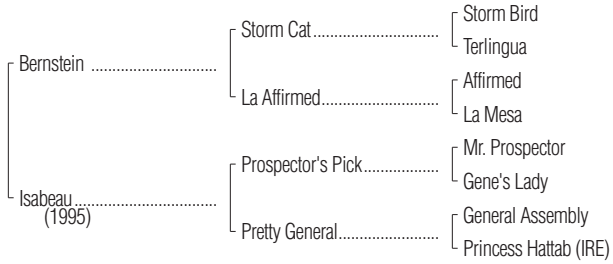 Storm Bird
Storm Cat
Terlingua
Bernstein
Affirmed
La Affirmed
La Mesa
Mr. Prospector
Prospector's Pick
Gene's Lady
Isabeau
(1995)
General Assembly
Pretty General
Princess Hattab (IRE)